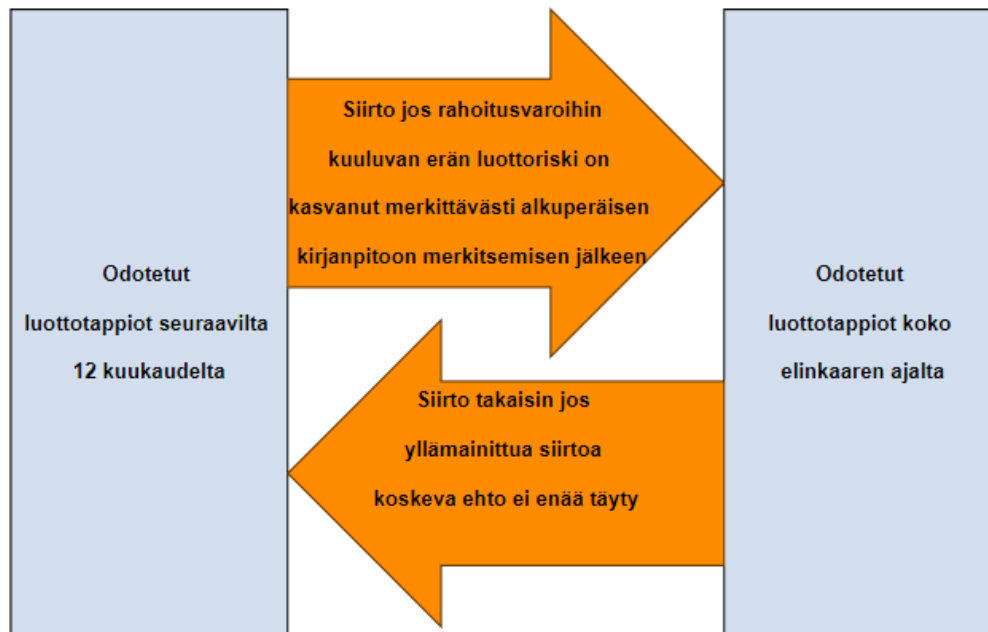 Odotetut
luottotappiot seuraavilta
12 kuukaudelta
Siirto jos rahoitusvaroihin
kuuluvan erän luottoriski on
kasvanut merkittävästi alkuperäisen
kirjanpitoon merkitsemisen jälkeen
Siirto takaisin jos
yllämainittua siirtoa
koskeva ehto ei enää täyty
Odotetut
luottotappiot koko
elinkaaren ajalta